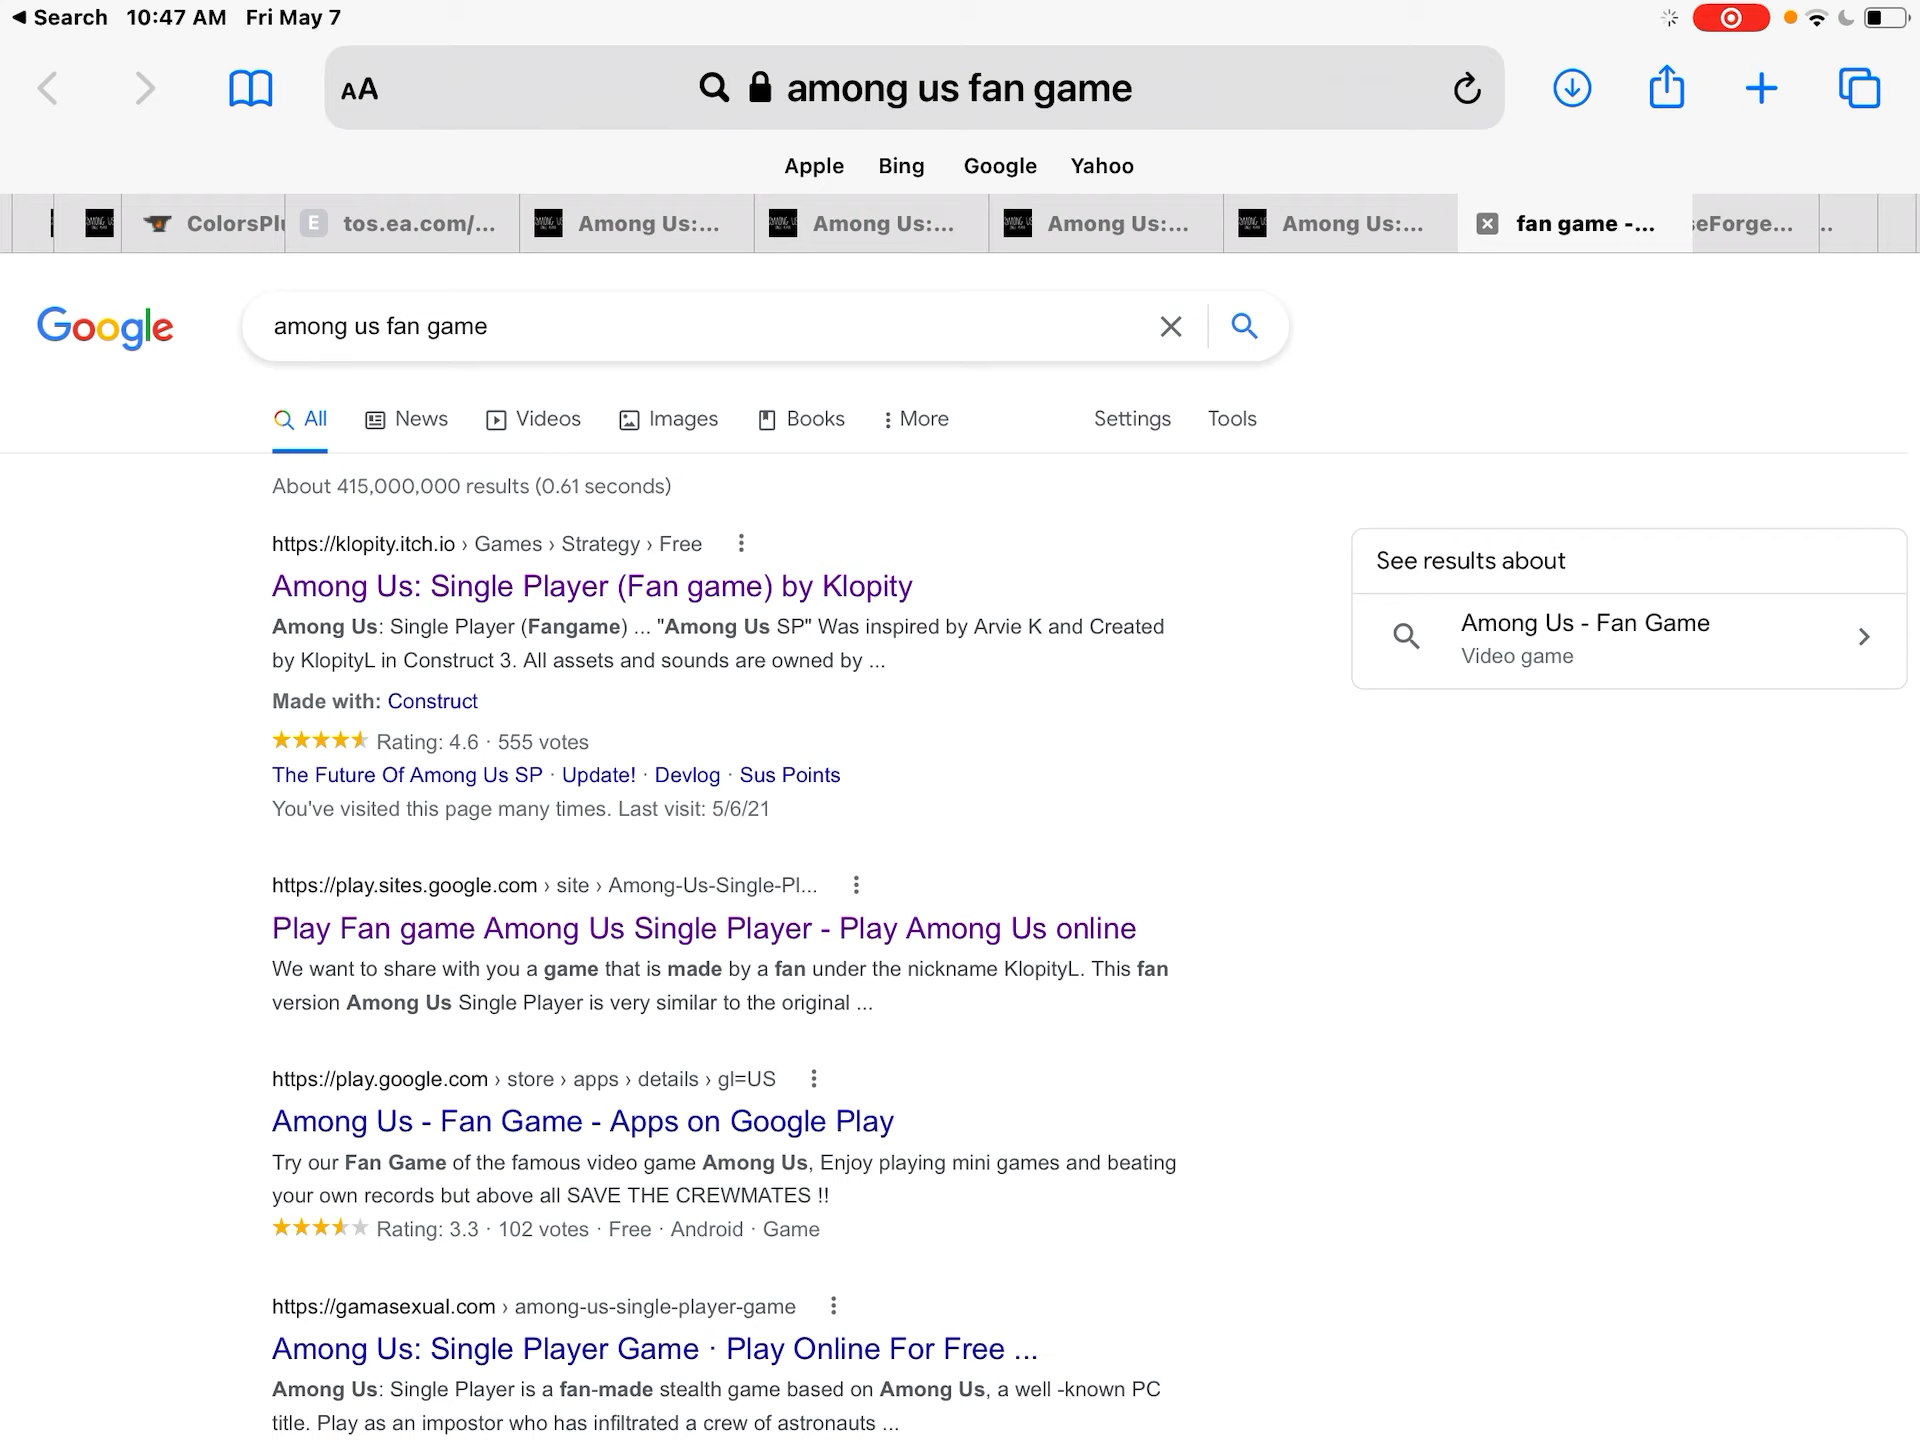 Search 10:47 AM Fri May 7
AA among us fan game
Apple Bing Google Yahoo
ColorsPlu E tos.ea.com/... Among Us:... Among Us:... Among Us:... Among Us:... fan game -... seForge... ..
Google among us fan game
All News Videos Images Books More Settings Tools
About 415,000,000 results (0.61 seconds)
https://klopity.itch.io › Games › Strategy › Free
Among Us: Single Player (Fan game) by Klopity
Among Us: Single Player (Fangame) ... "Among Us SP" Was inspired by Arvie K and Created
by KlopityL in Construct 3. All assets and sounds are owned by ...
Made with: Construct
Rating: 4.6 · 555 votes
The Future Of Among Us SP · Update! · Devlog · Sus Points
You've visited this page many times. Last visit: 5/6/21
See results about
Among Us - Fan Game
Video game
https://play.sites.google.com › site › Among-Us-Single-Pl...
Play Fan game Among Us Single Player - Play Among Us online
We want to share with you a game that is made by a fan under the nickname KlopityL. This fan
version Among Us Single Player is very similar to the original ...
https://play.google.com › store › apps › details › gl=US
Among Us - Fan Game - Apps on Google Play
Try our Fan Game of the famous video game Among Us, Enjoy playing mini games and beating
your own records but above all SAVE THE CREWMATES !!
Rating: 3.3 · 102 votes · Free · Android · Game
https://gamasexual.com › among-us-single-player-game
Among Us: Single Player Game · Play Online For Free ...
Among Us: Single Player is a fan-made stealth game based on Among Us, a well -known PC
title. Play as an impostor who has infiltrated a crew of astronauts ...